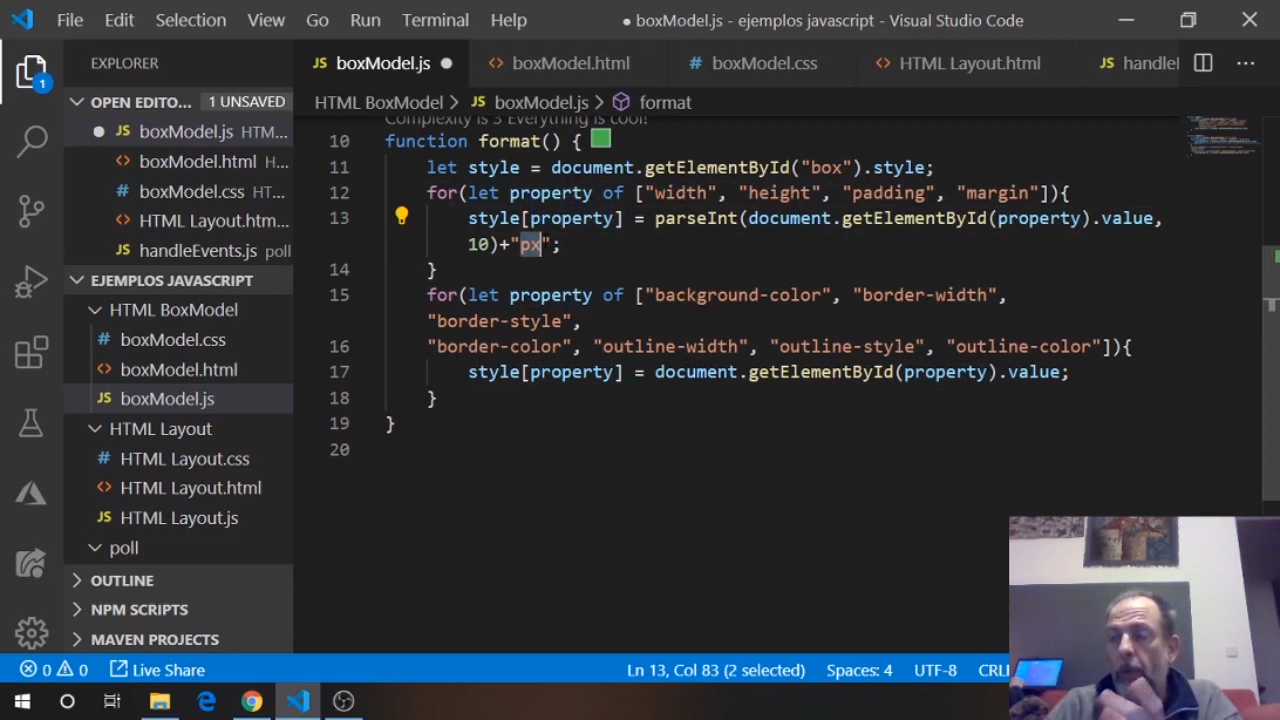 File Edit Selection View Go Run Terminal Help
● boxModel.js - ejemplos javascript - Visual Studio Code
EXPLORER
1
OPEN EDITO... 1 UNSAVED
JS boxModel.js HTM...
<> boxModel.html H...
# boxModel.css HT...
<> HTML Layout.htm...
JS handleEvents.js poll
EJEMPLOS JAVASCRIPT
HTML BoxModel
# boxModel.css
<> boxModel.html
JS boxModel.js
HTML Layout
# HTML Layout.css
<> HTML Layout.html
JS HTML Layout.js
poll
OUTLINE
NPM SCRIPTS
MAVEN PROJECTS
JS boxModel.js <> boxModel.html # boxModel.css <> HTML Layout.html JS handleI
HTML BoxModel > JS boxModel.js > format
Complexity is 3 Everything is cool!
10 function format() {
11 let style = document.getElementById("box").style;
12 for(let property of ["width", "height", "padding", "margin"]){
13 style[property] = parseInt(document.getElementById(property).value,
10)+"px";
14 }
15 for(let property of ["background-color", "border-width",
"border-style",
16 "border-color", "outline-width", "outline-style", "outline-color"]){
17 style[property] = document.getElementById(property).value;
18 }
19 }
20
0 0 Live Share Ln 13, Col 83 (2 selected) Spaces: 4 UTF-8 CRL